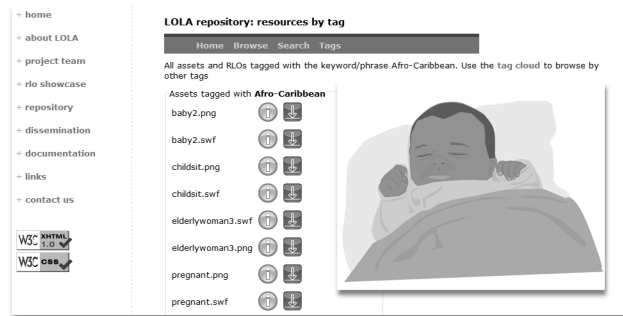 + home
+ about LOLA
+ project team
+ rlo showcase
+ repository
+ dissemination
+ documentation
+ links
+ contact us
W3C XHTML 1.0
W3C css
LOLA repository: resources by tag
Home Browse Search Tags
All assets and RLOs tagged with the keyword/phrase Afro-Caribbean. Use the tag cloud to browse by
other tags
Assets tagged with Afro-Caribbean
baby2.png
baby2.swf
childsit.png
childsit.swf
elderlywoman3.swf
elderlywoman3.png
pregnant.png
pregnant.swf